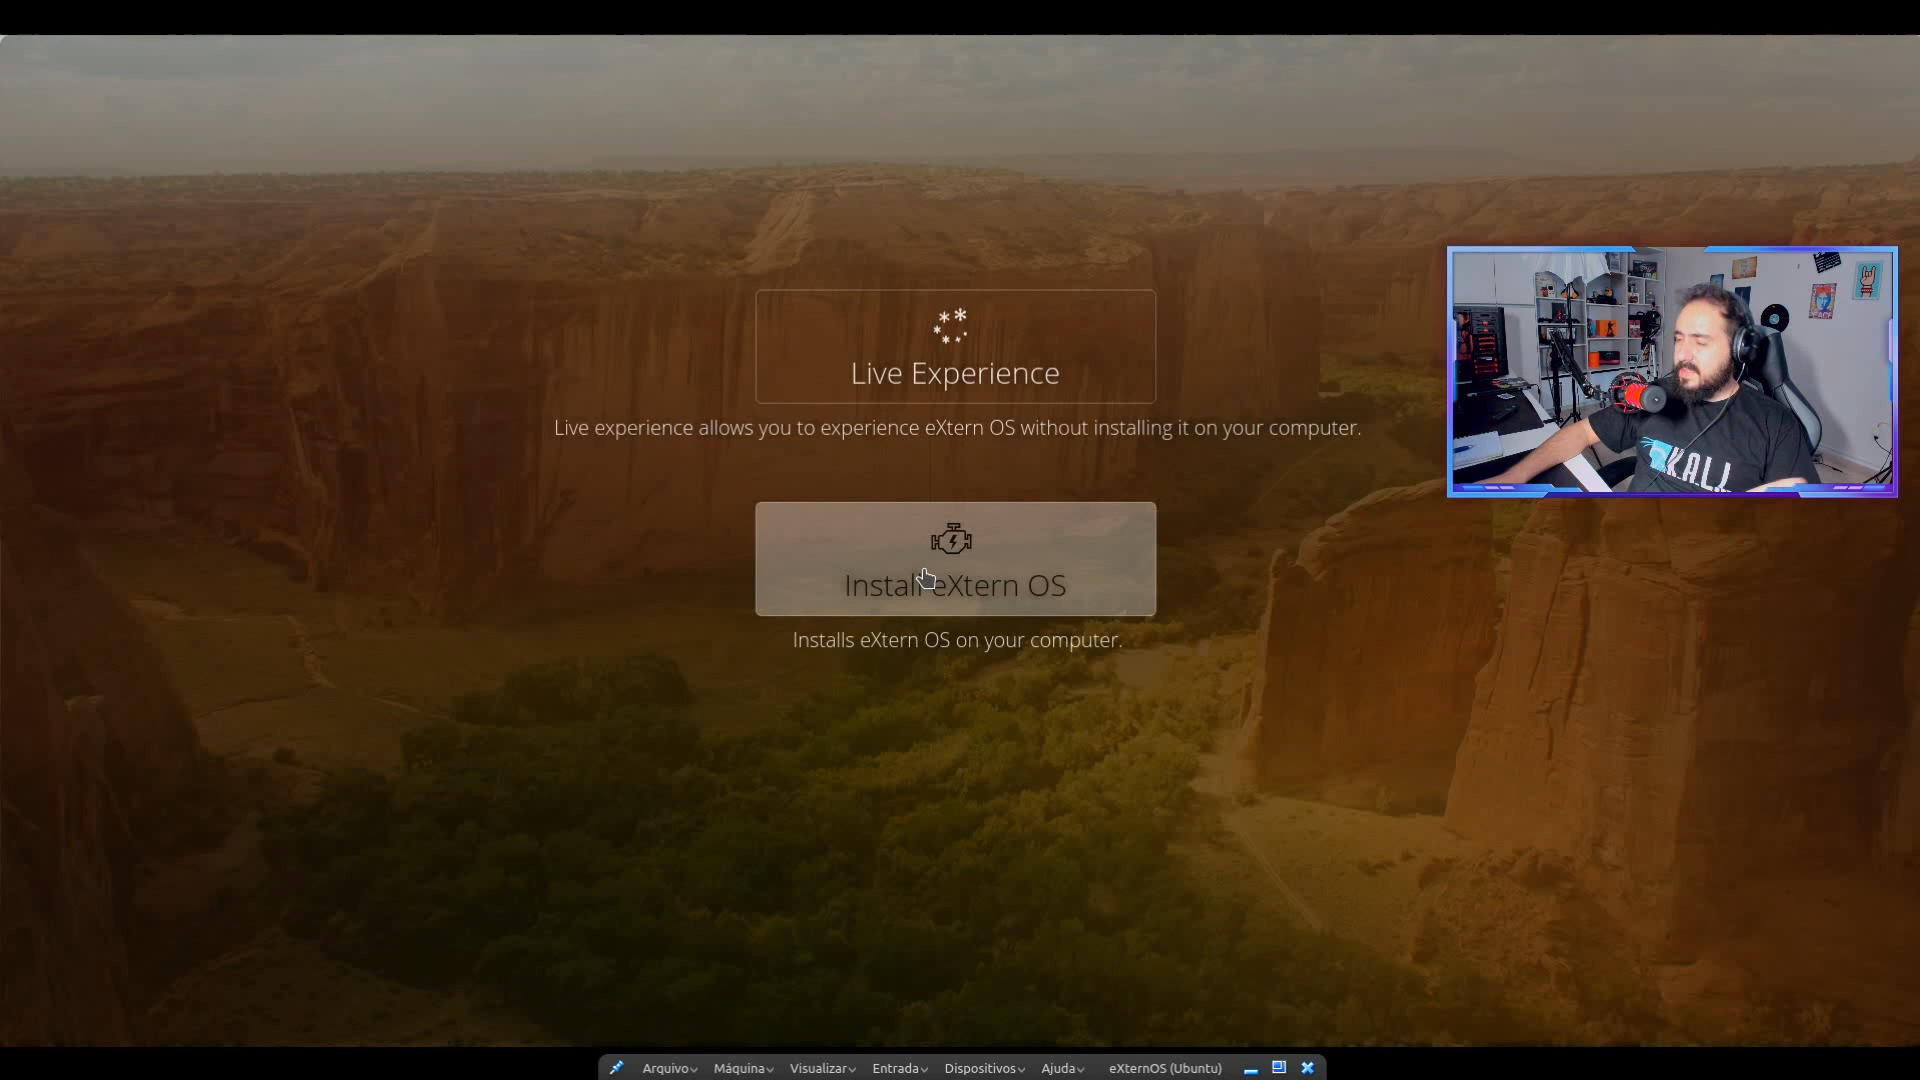 Live Experience
Live experience allows you to experience eXtern OS without installing it on your computer.
KALI
Install eXtern OS
Installs eXtern OS on your computer.
Arquivo Máquina Visualizar Entrada Dispositivos Ajuda eXternOS (Ubuntu)